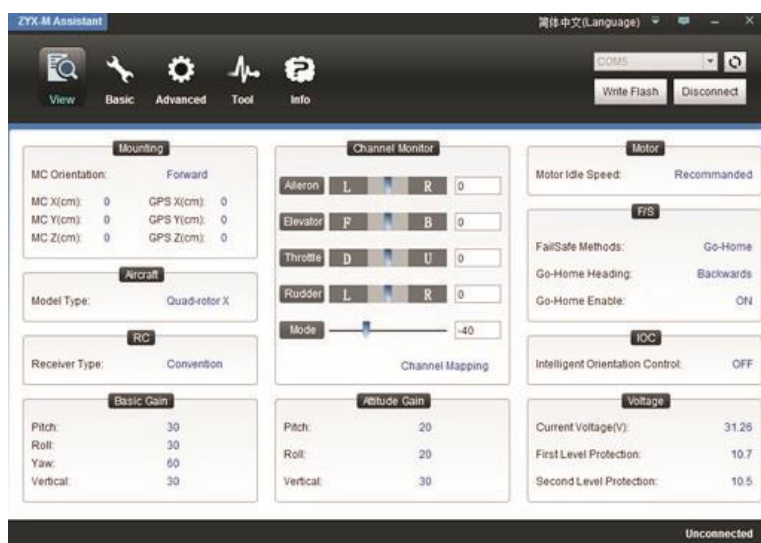 ZYX-M Assistant
简体中文(Language)
View
Basic
Advanced
Tool
Info
COM5
Write Flash
Disconnect
Mounting
MC Orientation: Forward
MC X(cm): 0 GPS X(cm): 0
MC Y(cm): 0 GPS Y(cm): 0
MC Z(cm): 0 GPS Z(cm): 0
Aircraft
Model Type: Quad-rotor X
RC
Receiver Type: Convention
Basic Gain
Pitch: 30
Roll: 30
Yaw: 60
Vertical: 30
Channel Monitor
Aileron L R 0
Elevator F B 0
Throttle D U 0
Rudder L R 0
Mode -40
Channel Mapping
Attitude Gain
Pitch: 20
Roll: 20
Vertical: 30
Motor
Motor Idle Speed: Recommanded
F/S
FailSafe Methods: Go-Home
Go-Home Heading: Backwards
Go-Home Enable: ON
IOC
Intelligent Orientation Control: OFF
Voltage
Current Voltage(V): 31.26
First Level Protection: 10.7
Second Level Protection: 10.5
Unconnected